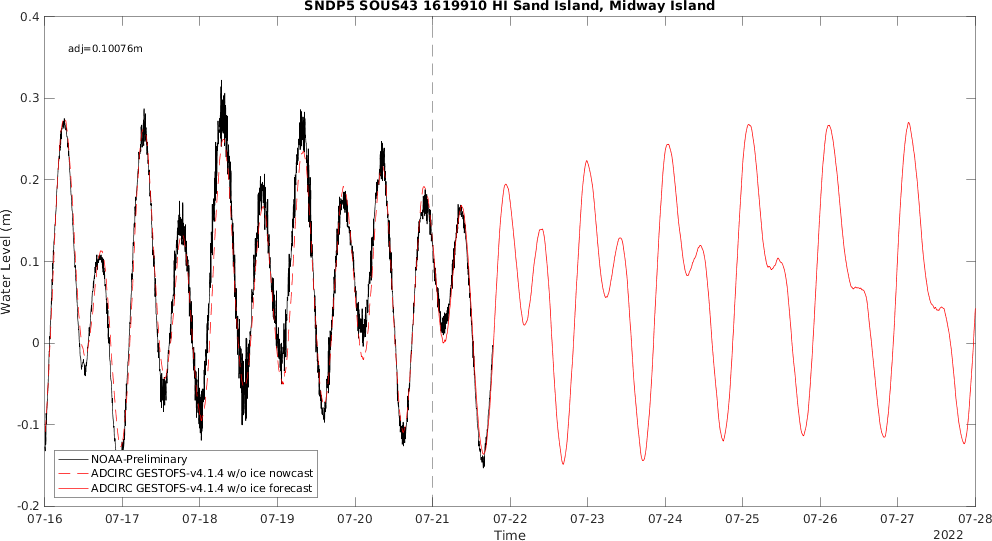 SNDP5 SOUS43 1619910 HI Sand Island, Midway Island
adj=0.10076m
Water Level (m)
0.4
0.3
0.2
0.1
0
-0.1
-0.2
NOAA-Preliminary
ADCIRC GESTOFS-v4.1.4 w/o ice nowcast
ADCIRC GESTOFS-v4.1.4 w/o ice forecast
07-16 07-17 07-18 07-19 07-20 07-21 07-22 07-23 07-24 07-25 07-26 07-27 07-28
Time
2022